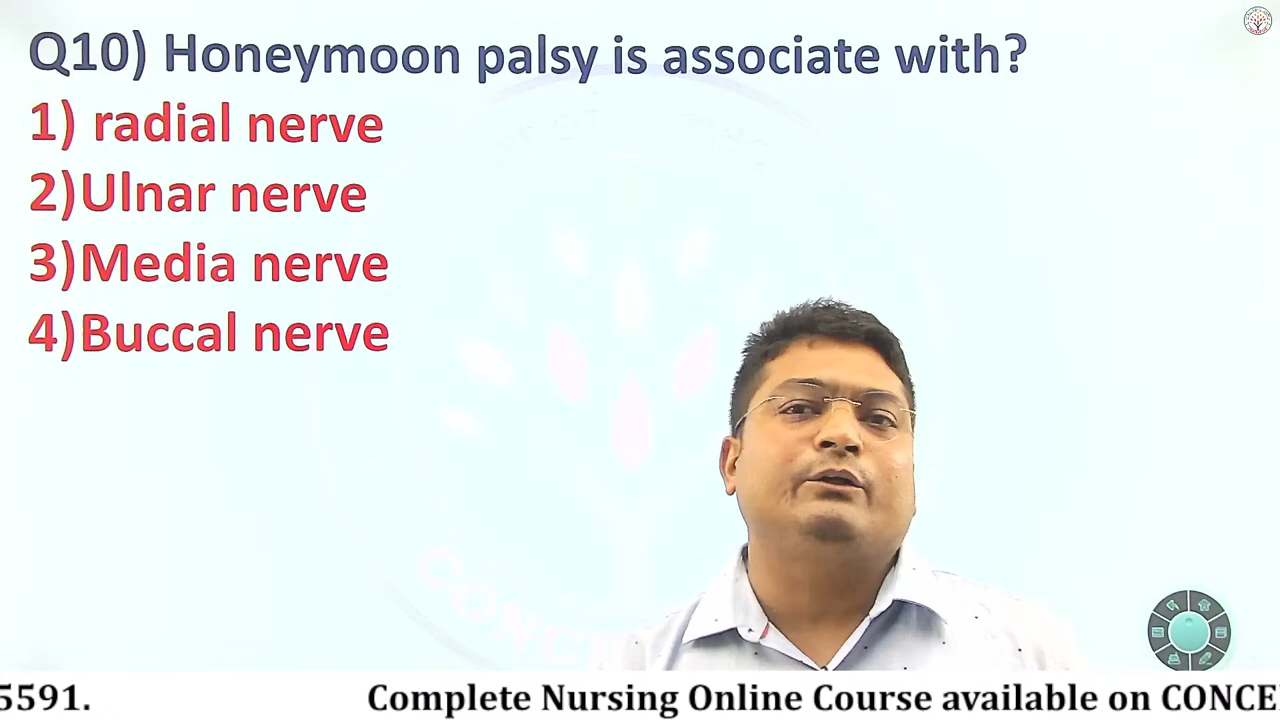 Q10) Honeymoon palsy is associate with?
1) radial nerve
2)Ulnar nerve
3)Media nerve
4)Buccal nerve
5591. Complete Nursing Online Course available on CONCE